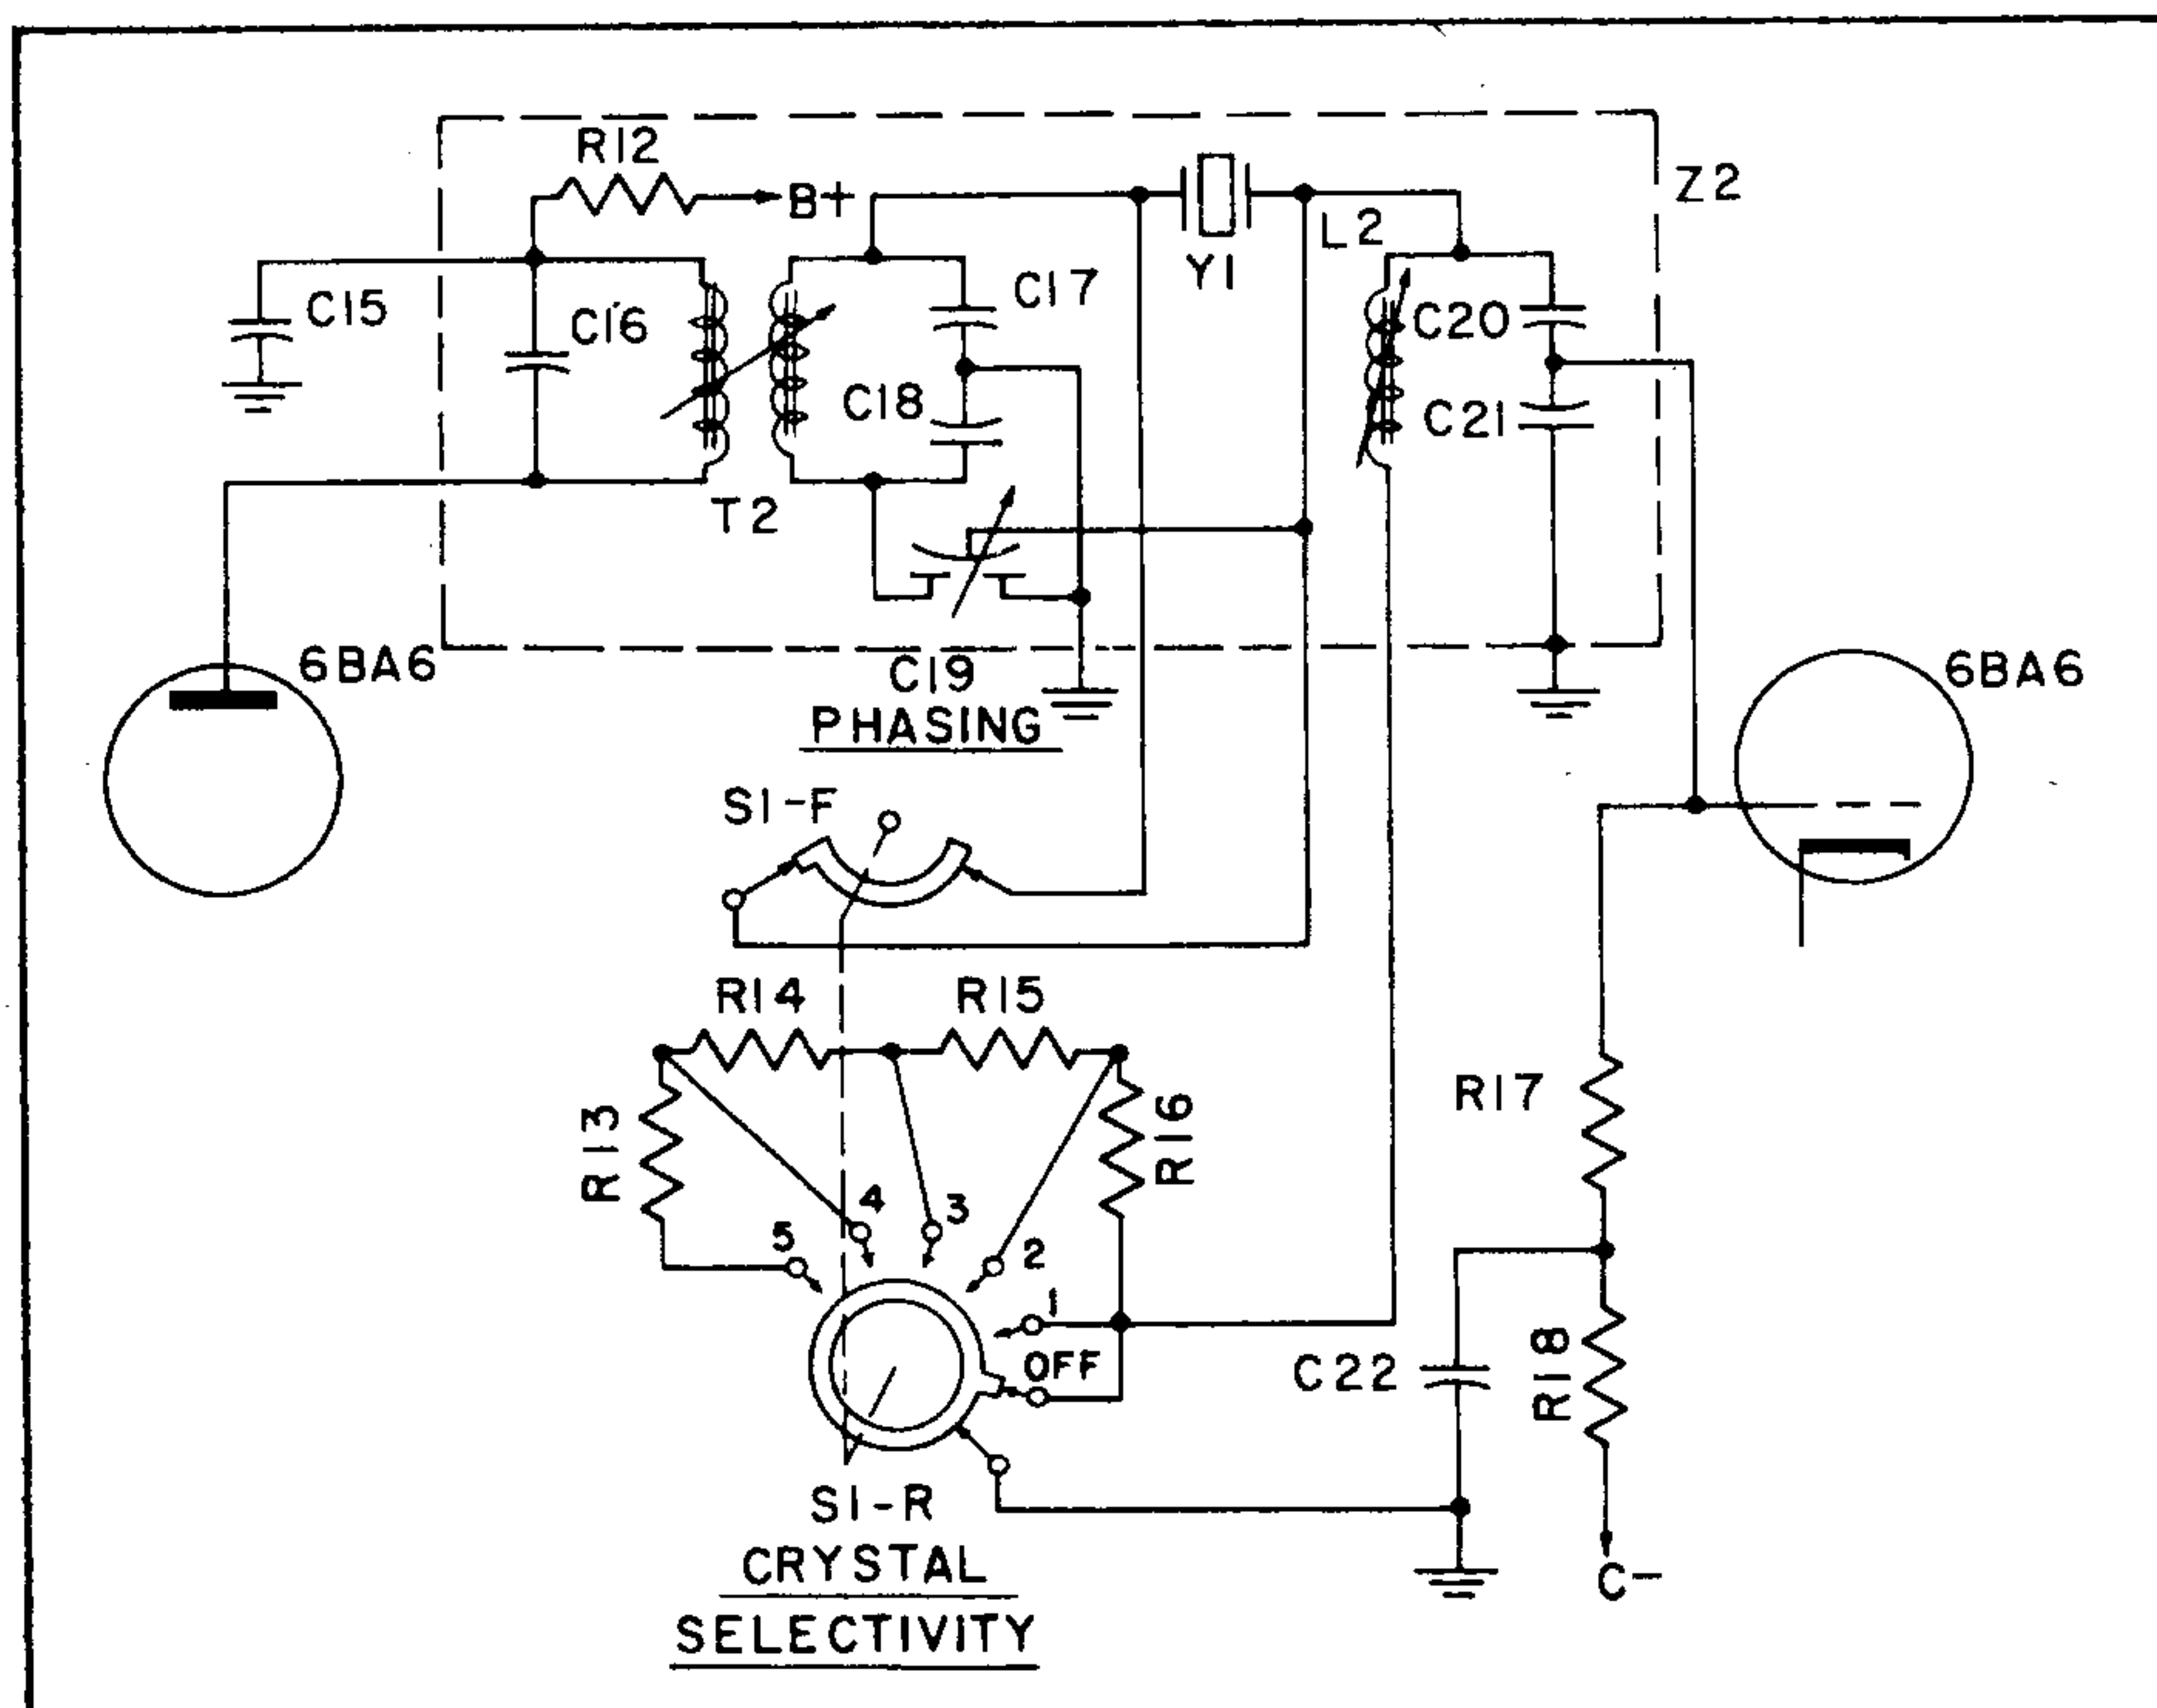 R12
B+
Z2
L2
Y1
C15
C16
C17
C20
C18
C21
T2
6BA6
C19
PHASING
6BA6
S1-F
R14
R15
R13
R16
R17
4
3
5
2
1
OFF
C22
R18
S1-R
CRYSTAL
SELECTIVITY
C-